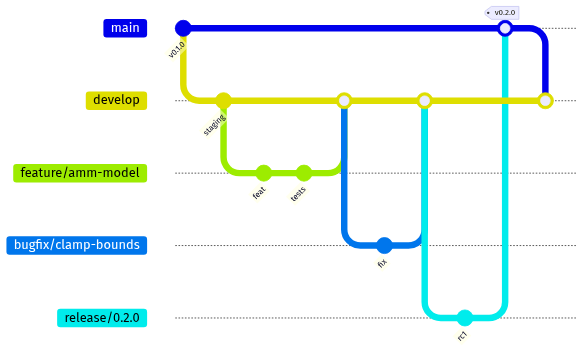 v0.2.0
main
v0.1.0
develop
staging
feature/amm-model
feat
tests
bugfix/clamp-bounds
fix
release/0.2.0
rc1